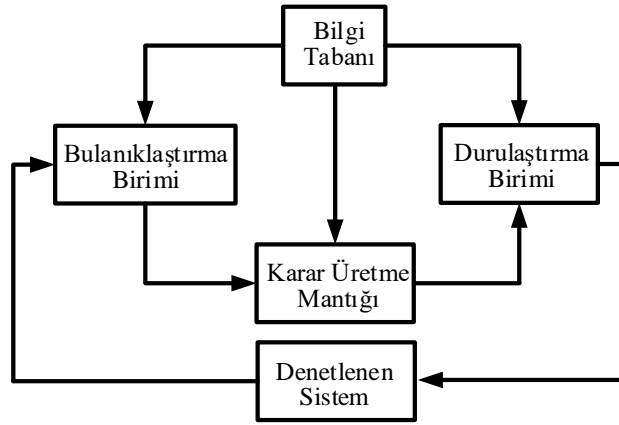 Bilgi
Tabanı
Bulanıklaştırma
Birimi
Durulaştırma
Birimi
Karar Üretme
Mantığı
Denetlenen
Sistem